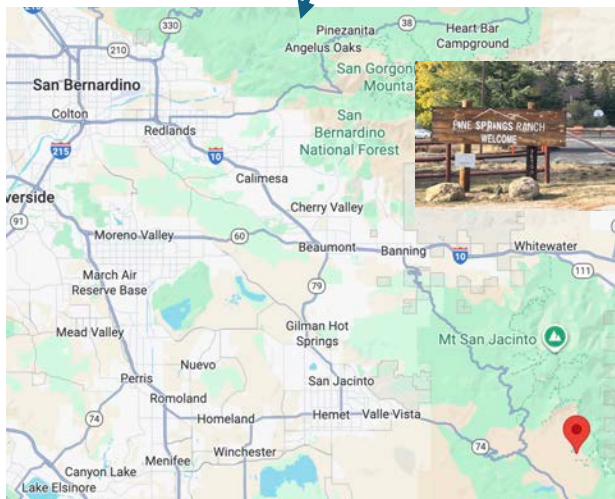 330
38
Pinezanita
Heart Bar
Campground
Angelus Oaks
210
San Gorgon
Mounta
San Bernardino
Colton
Redlands
San
Bernardino
National Forest
PINE SPRINGS RANCH
WELCOME
215
10
Calimesa
verside
Cherry Valley
91
Moreno Valley
60
Beaumont
Banning
10
Whitewater
111
March Air
Reserve Base
79
Gilman Hot
Springs
Mt San Jacinto
Mead Valley
Nuevo
San Jacinto
Perris
Romoland
Homeland
Hemet
Valle Vista
74
74
Winchester
Menifee
Canyon Lake
Lake Elsinore